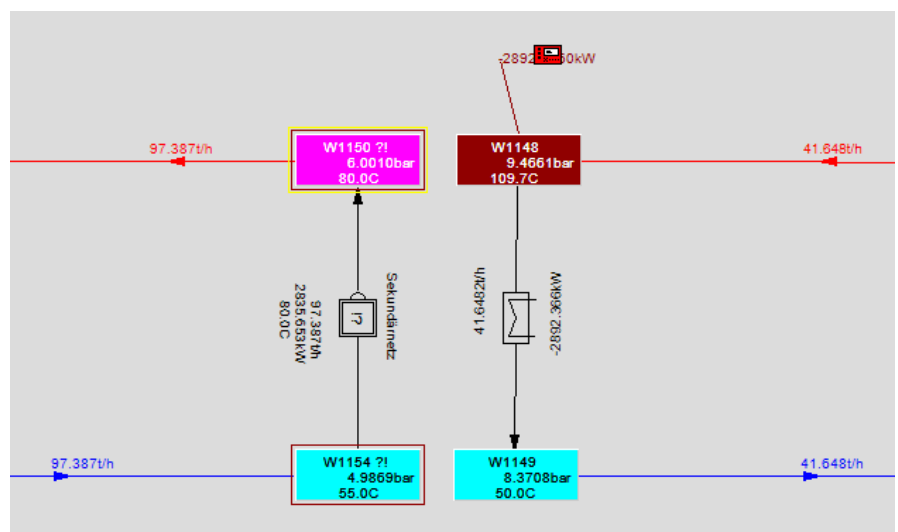 -2892 50kW
97.387t/h
W1150 ?!
6.0010bar
80.0C
W1148
9.4661bar
109.7C
41.648t/h
Sekundärnetz
!?
97.387t/h
2835.653kW
80.0C
41.6482t/h
-2892.366kW
97.387t/h
W1154 ?!
4.9869bar
55.0C
W1149
8.3708bar
50.0C
41.648t/h